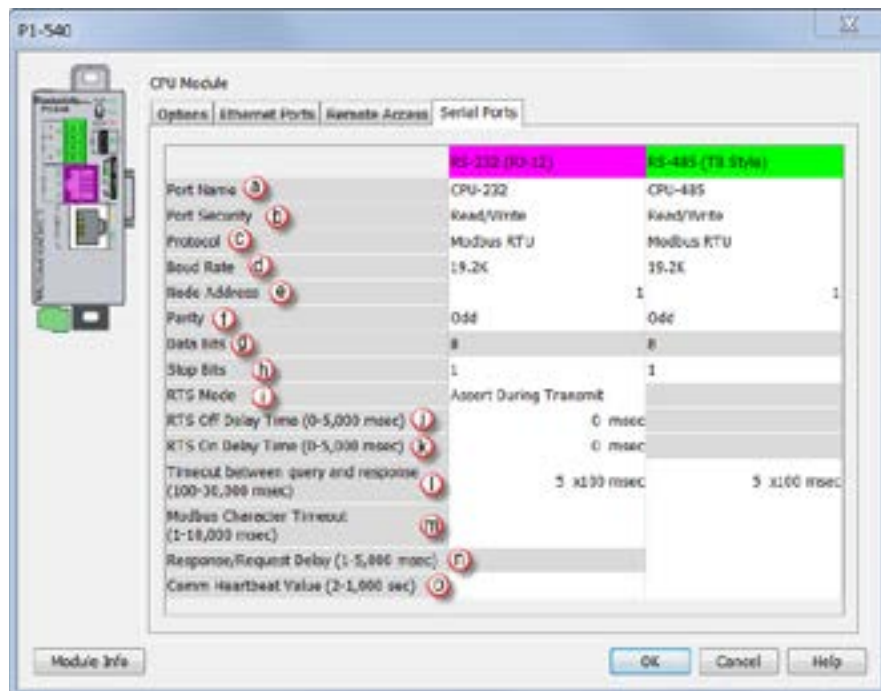 P1-540
CPU Module
Options Ethernet Ports Remote Access Serial Ports
RS-232 (RJ-12) RS-485 (TB Style)
Port Name a CPU-232 CPU-485
Port Security b Read/Write Read/Write
Protocol c Modbus RTU Modbus RTU
Baud Rate d 19.2K 19.2K
Node Address e 1 1
Parity f Odd Odd
Data Bits g 8 8
Stop Bits h 1 1
RTS Mode i Assert During Transmit
RTS Off Delay Time (0-5,000 msec) j 0 msec
RTS On Delay Time (0-5,000 msec) k 0 msec
Timeout between query and response
(100-30,000 msec) l 5 x100 msec 5 x100 msec
Modbus Character Timeout
(1-10,000 msec) m
Response/Request Delay (1-5,000 msec) n
Comm Heartbeat Value (2-1,000 sec) o
Module Info OK Cancel Help